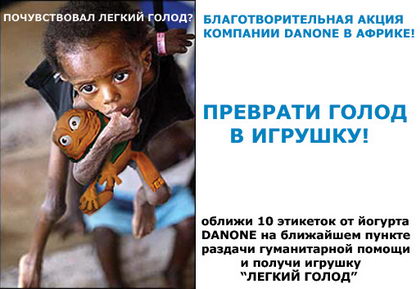 ПОЧУВСТВОВАЛ ЛЕГКИЙ ГОЛОД?
БЛАГОТВОРИТЕЛЬНАЯ АКЦИЯ
КОМПАНИИ DANONE В АФРИКЕ!
ПРЕВРАТИ ГОЛОД
В ИГРУШКУ!
оближи 10 этикеток от йогурта
DANONE на ближайшем пункте
раздачи гуманитарной помощи
и получи игрушку
"ЛЕГКИЙ ГОЛОД"